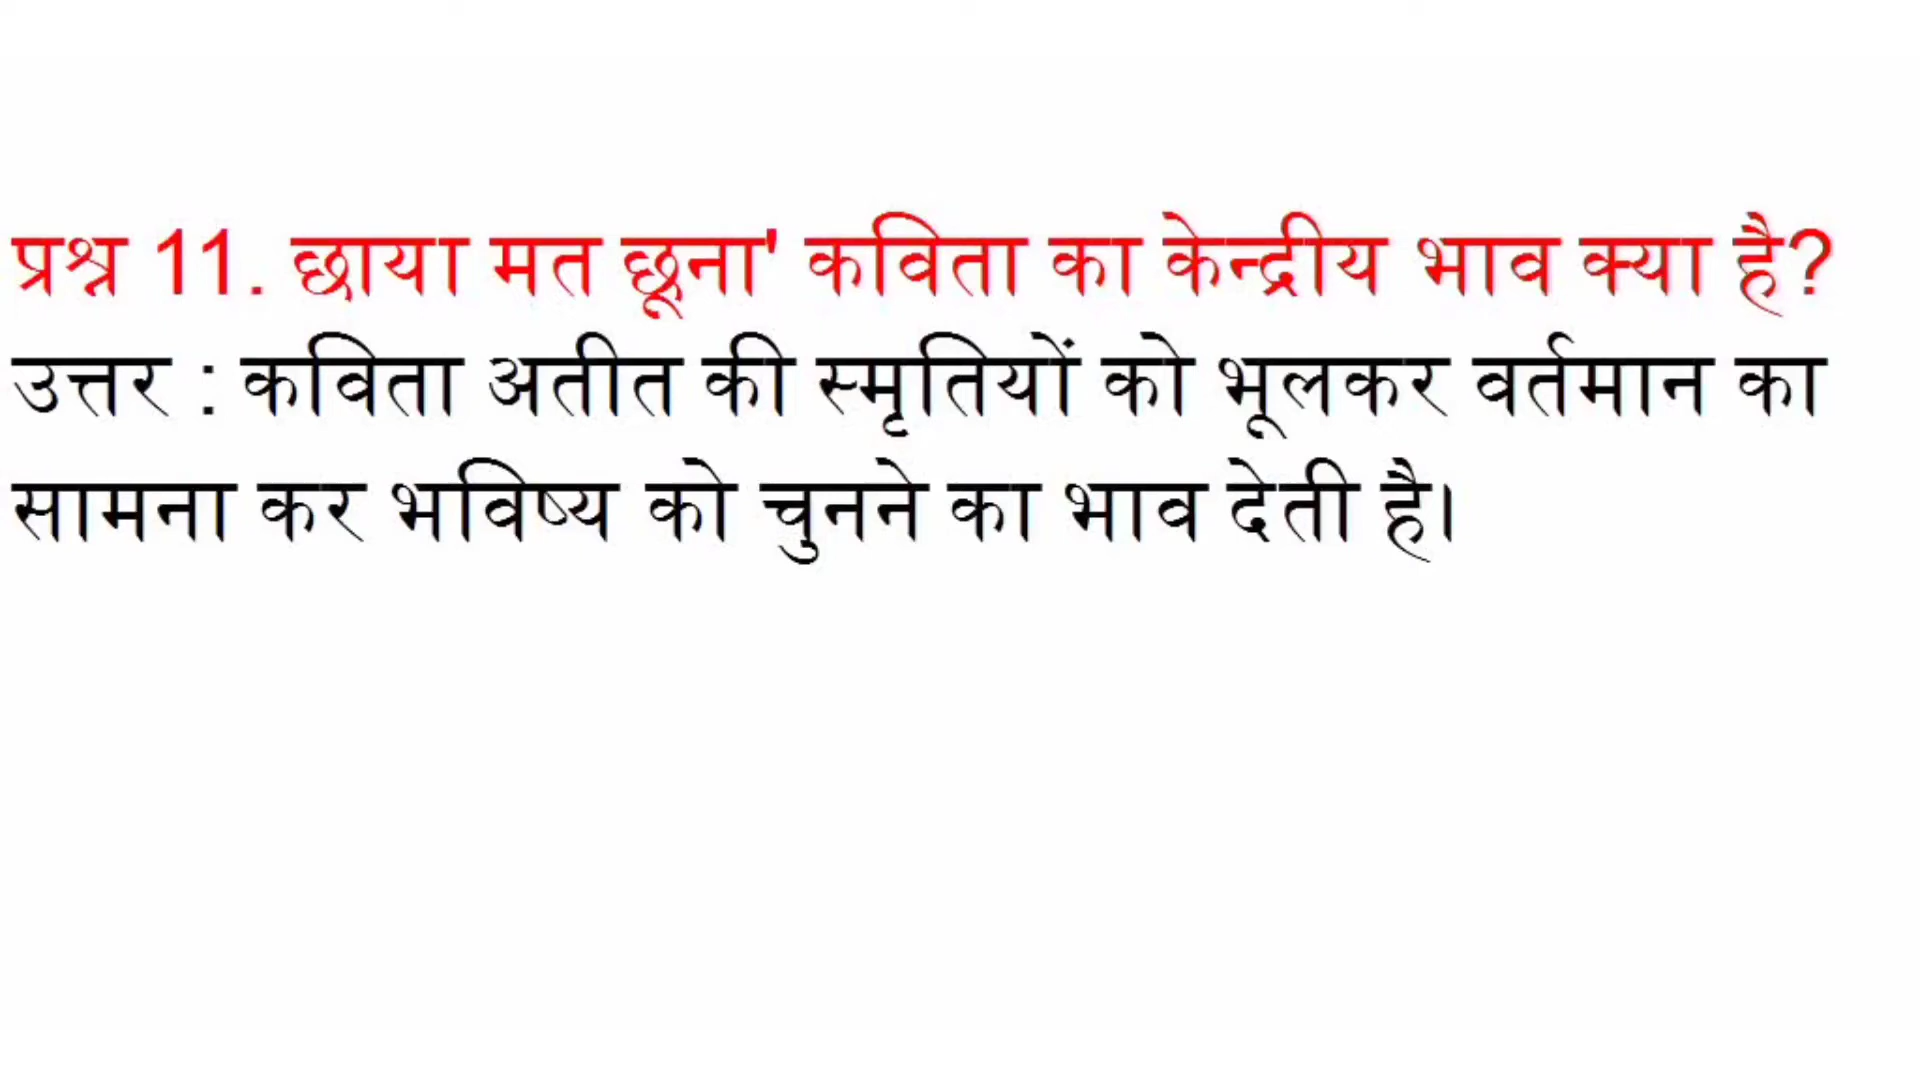 प्रश्न 11. छाया मत छूना' कविता का केन्द्रीय भाव क्या है?
उत्तर : कविता अतीत की स्मृतियों को भूलकर वर्तमान का
सामना कर भविष्य को चुनने का भाव देती है।